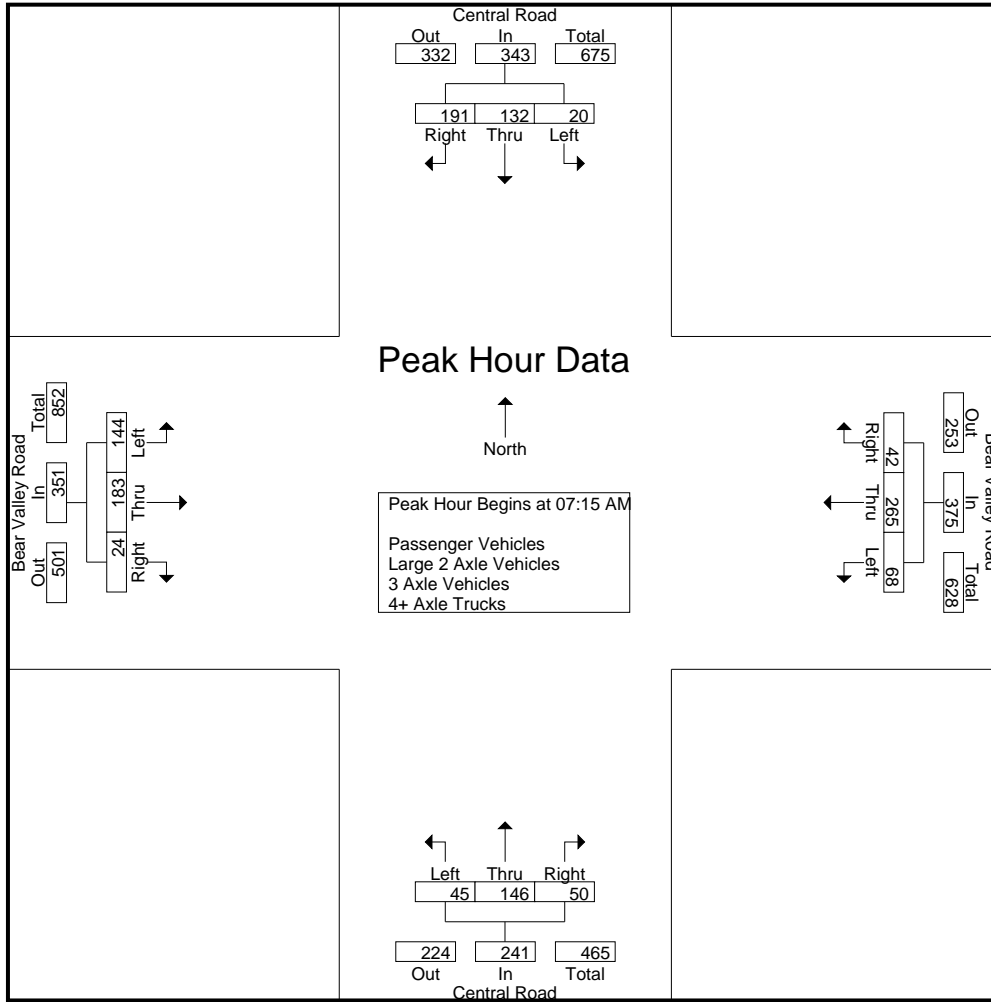 Central Road
Out In Total
332 343 675
191 132 20
Right Thru Left
Peak Hour Data
North
Peak Hour Begins at 07:15 AM
Passenger Vehicles
Large 2 Axle Vehicles
3 Axle Vehicles
4+ Axle Trucks
Bear Valley Road
Out In Total
501 351 852
Left Thru Right
144 183 24
Bear Valley Road
Out In Total
253 375 628
Right Thru Left
42 265 68
Left Thru Right
45 146 50
224 241 465
Out In Total
Central Road